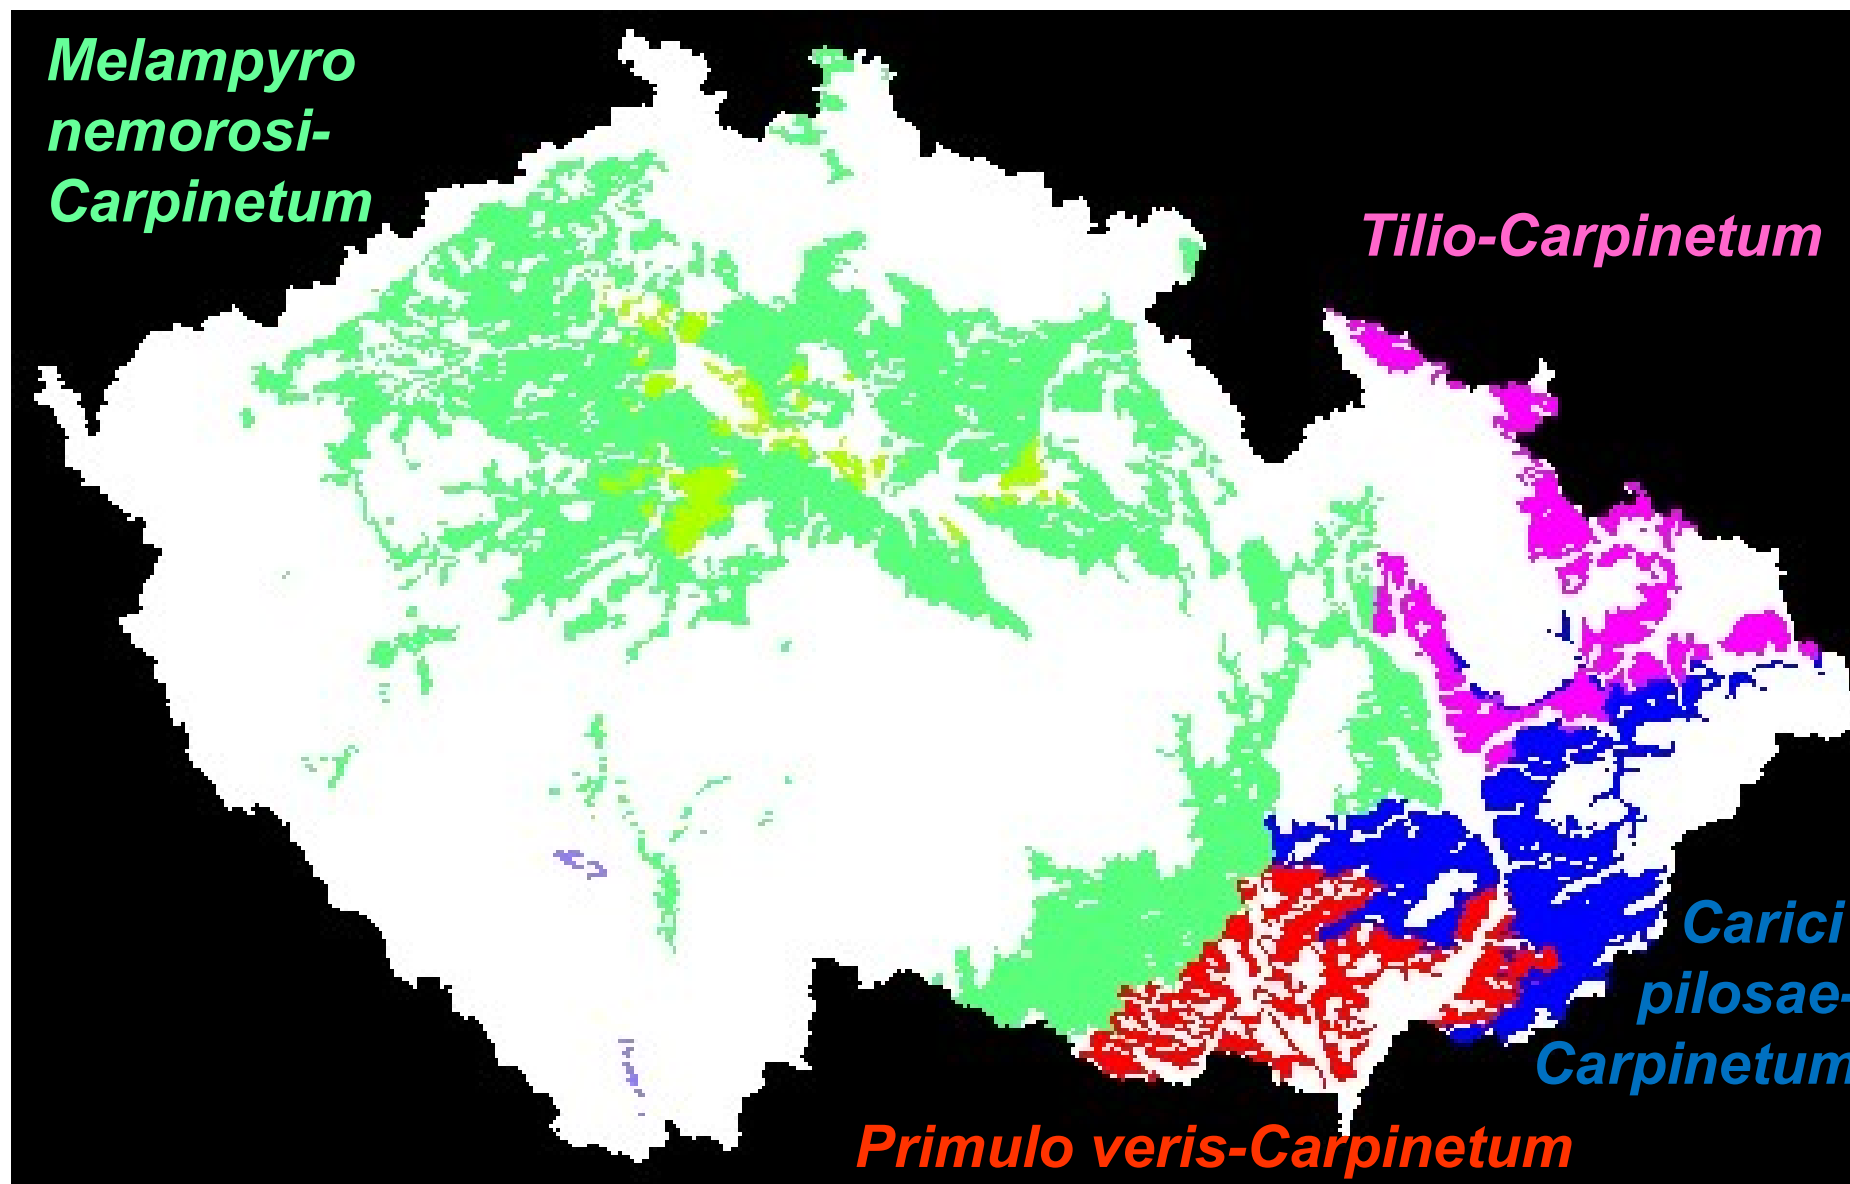 Melampyro
nemorosi-
Carpinetum
Tilio-Carpinetum
Carici
pilosae-
Carpinetum
Primulo veris-Carpinetum